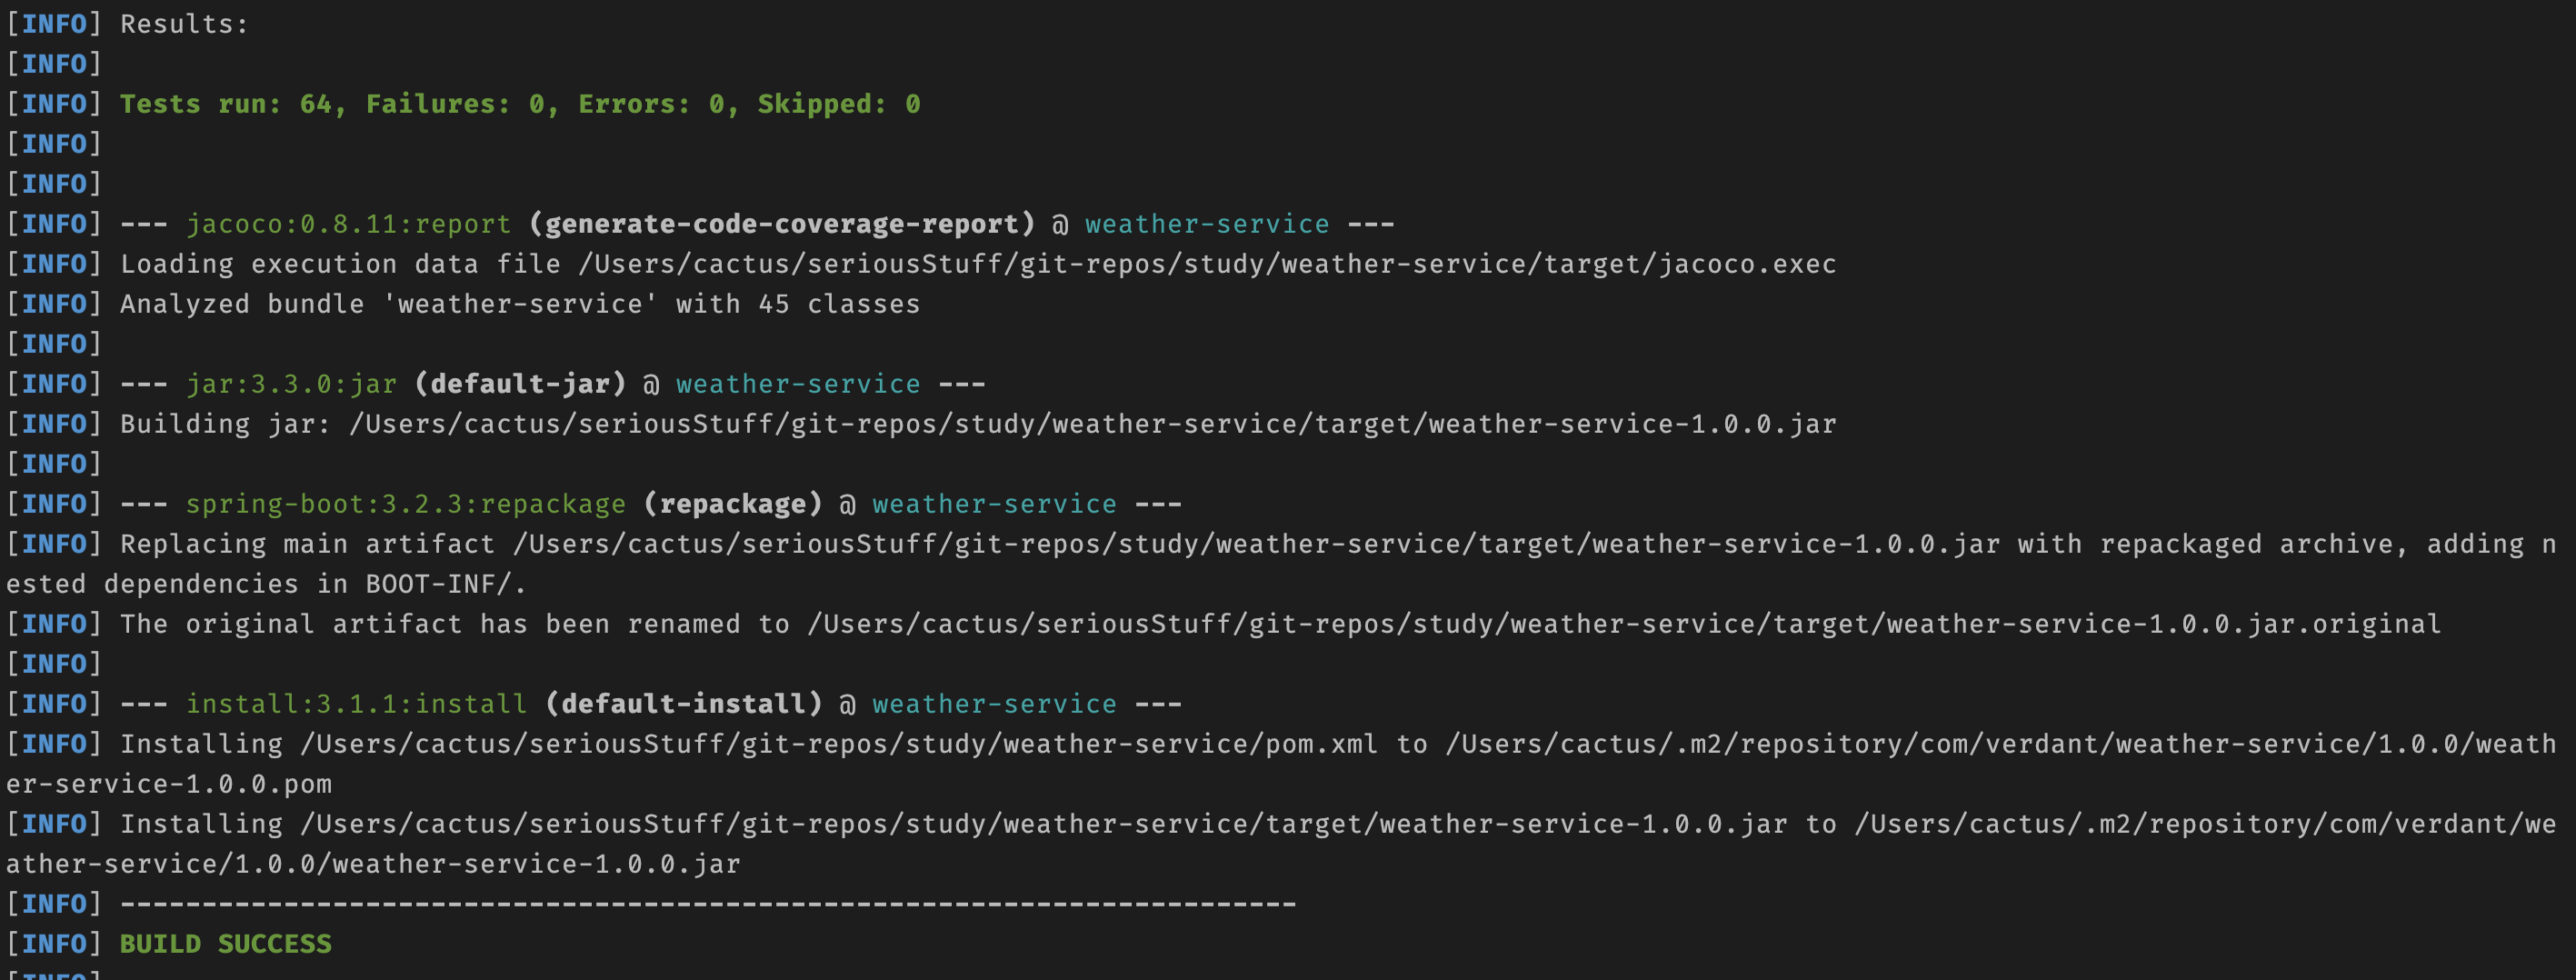 [INFO] Results:
[INFO]
[INFO] Tests run: 64, Failures: 0, Errors: 0, Skipped: 0
[INFO]
[INFO]
[INFO] --- jacoco:0.8.11:report (generate-code-coverage-report) @ weather-service ---
[INFO] Loading execution data file /Users/cactus/seriousStuff/git-repos/study/weather-service/target/jacoco.exec
[INFO] Analyzed bundle 'weather-service' with 45 classes
[INFO]
[INFO] --- jar:3.3.0:jar (default-jar) @ weather-service ---
[INFO] Building jar: /Users/cactus/seriousStuff/git-repos/study/weather-service/target/weather-service-1.0.0.jar
[INFO]
[INFO] --- spring-boot:3.2.3:repackage (repackage) @ weather-service ---
[INFO] Replacing main artifact /Users/cactus/seriousStuff/git-repos/study/weather-service/target/weather-service-1.0.0.jar with repackaged archive, adding n
ested dependencies in BOOT-INF/.
[INFO] The original artifact has been renamed to /Users/cactus/seriousStuff/git-repos/study/weather-service/target/weather-service-1.0.0.jar.original
[INFO]
[INFO] --- install:3.1.1:install (default-install) @ weather-service ---
[INFO] Installing /Users/cactus/seriousStuff/git-repos/study/weather-service/pom.xml to /Users/cactus/.m2/repository/com/verdant/weather-service/1.0.0/weath
er-service-1.0.0.pom
[INFO] Installing /Users/cactus/seriousStuff/git-repos/study/weather-service/target/weather-service-1.0.0.jar to /Users/cactus/.m2/repository/com/verdant/we
ather-service/1.0.0/weather-service-1.0.0.jar
[INFO] ------------------------------------------------------------------------
[INFO] BUILD SUCCESS
[INFO]